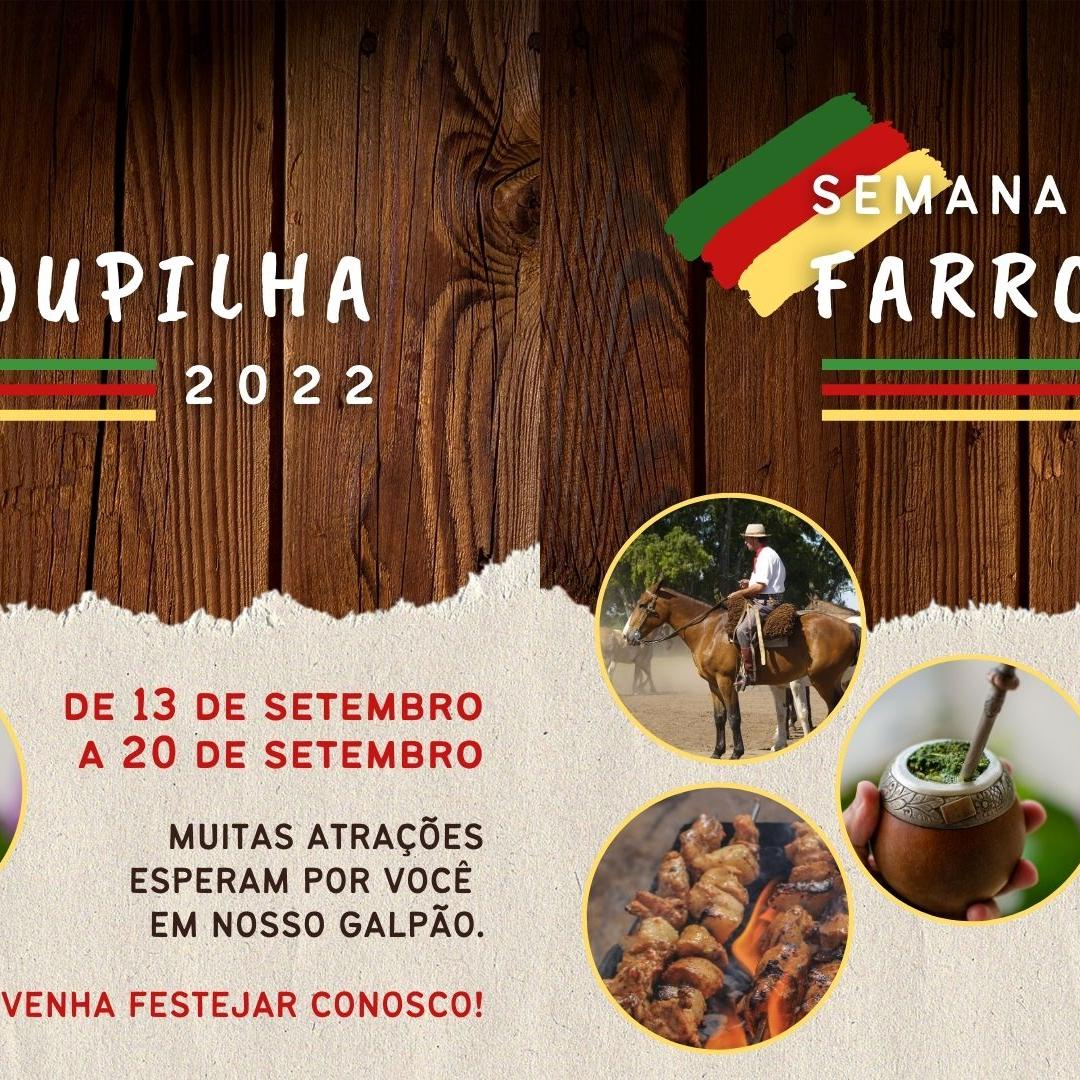 OUPILHA
2022
DE 13 DE SETEMBRO
A 20 DE SETEMBRO
MUITAS ATRAÇÕES
ESPERAM POR VOCÊ
EM NOSSO GALPÃO.
VENHA FESTEJAR CONOSCO!
SEMANA
FARRO